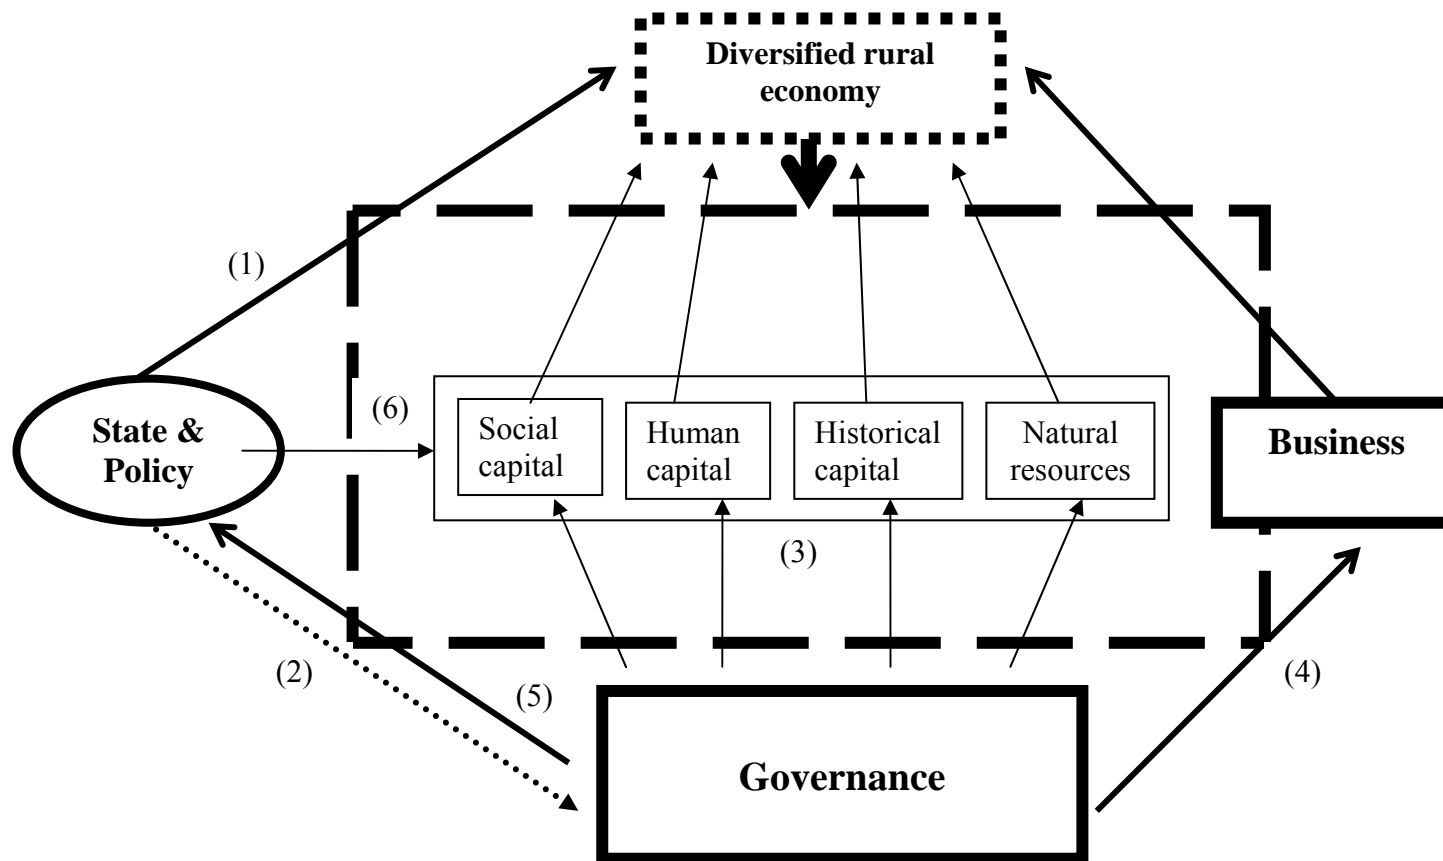 Diversified rural
economy
(1)
State &
Policy
(6)
Social
capital
Human
capital
Historical
capital
Natural
resources
Business
(3)
(2)
(5)
(4)
Governance